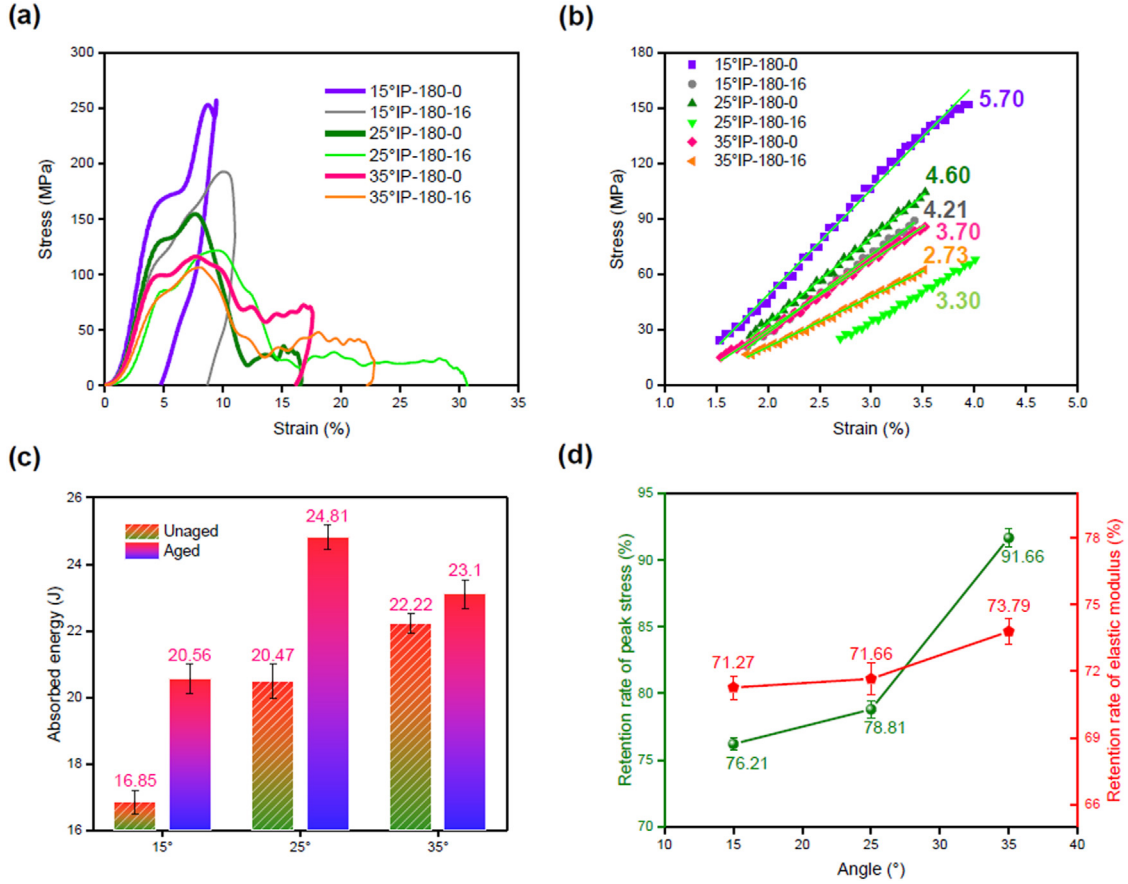 (a)
Stress (MPa)
300
250
200
150
100
50
0
0 5 10 15 20 25 30 35
Strain (%)
15°IP-180-0
15°IP-180-16
25°IP-180-0
25°IP-180-16
35°IP-180-0
35°IP-180-16
(b)
Stress (MPa)
180
150
120
90
60
30
0
1.0 1.5 2.0 2.5 3.0 3.5 4.0 4.5 5.0
Strain (%)
15°IP-180-0
15°IP-180-16
25°IP-180-0
25°IP-180-16
35°IP-180-0
35°IP-180-16
5.70
4.60
4.21
3.70
2.73
3.30
(c)
Absorbed energy (J)
26
24
22
20
18
16
Unaged
Aged
16.85
20.56
20.47
24.81
22.22
23.1
15° 25° 35°
(d)
Retention rate of peak stress (%)
95
90
85
80
75
70
71.27
71.66
73.79
76.21
78.81
91.66
10 15 20 25 30 35 40
Angle (°)
78
75
72
69
66
Retention rate of elastic modulus (%)